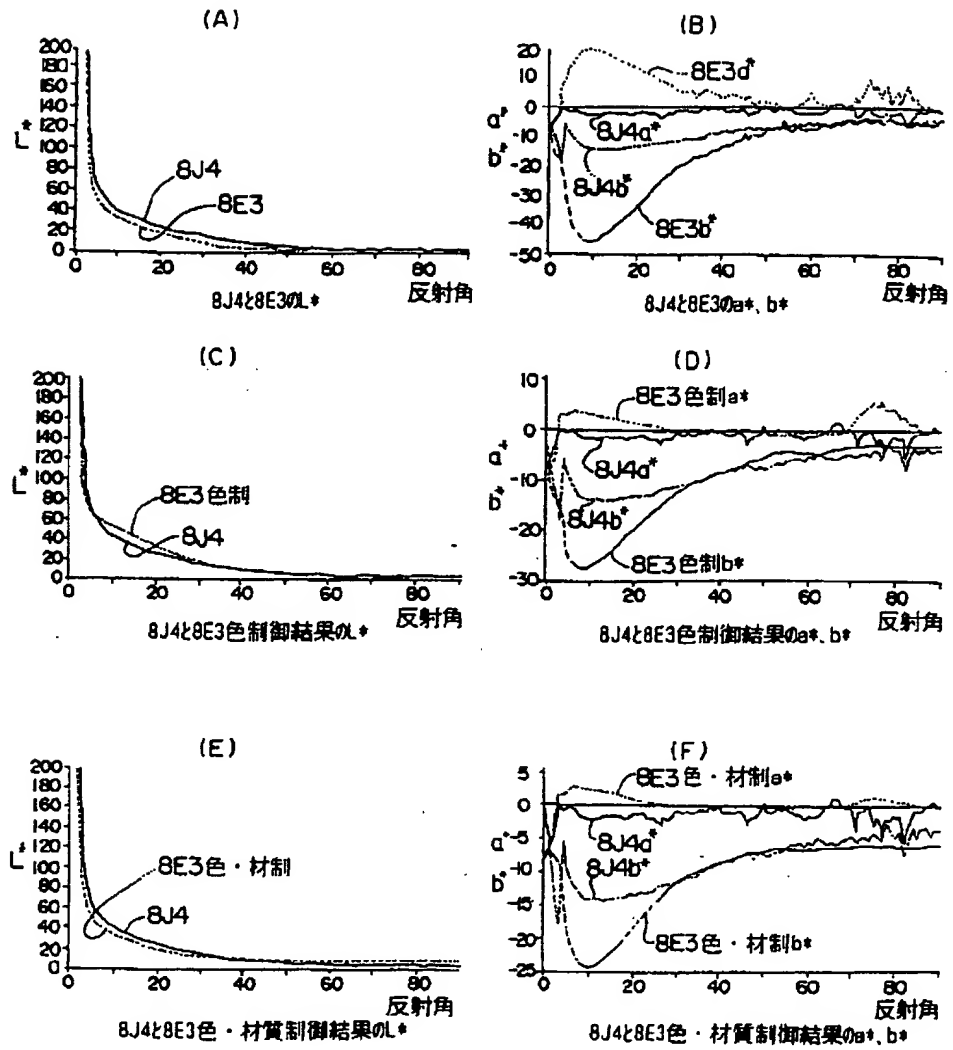 (A)
200
180
160
140
120
100
80
60
40
20
0
L*
8J4
8E3
0
20
40
60
80
反射角
8J4と8E3のL*
(B)
20
10
0
-10
-20
-30
-40
-50
a*
b*
8E3a*
8J4a*
8J4b*
8E3b*
0
20
40
60
80
反射角
8J4と8E3のa*、b*
(C)
200
180
160
140
120
100
80
60
40
20
0
L*
8E3色制
8J4
0
20
40
60
80
反射角
8J4と8E3色制御結果のL*
(D)
10
0
-10
-20
-30
a*
b*
8E3色制a*
8J4a*
8J4b*
8E3色制b*
0
20
40
60
80
反射角
8J4と8E3色制御結果のa*、b*
(E)
200
180
160
140
120
100
80
60
40
20
0
L*
8E3色・材制
8J4
0
20
40
60
80
反射角
8J4と8E3色・材質制御結果のL*
(F)
5
0
-5
-10
-15
-20
-25
a*
b*
8E3色・材制a*
8J4a*
8J4b*
8E3色・材制b*
0
20
40
60
80
反射角
8J4と8E3色・材質制御結果のa*、b*